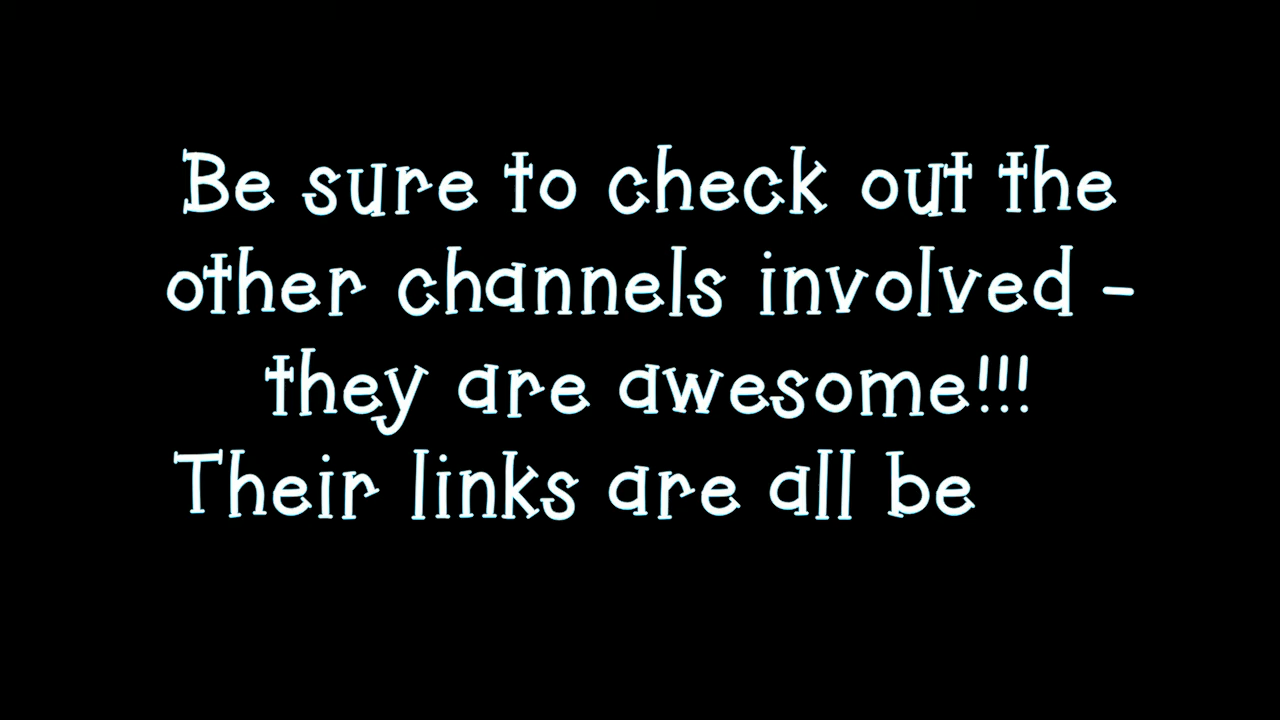 Be sure to check out the
other channels involved -
they are awesome!!!
Their links are all be